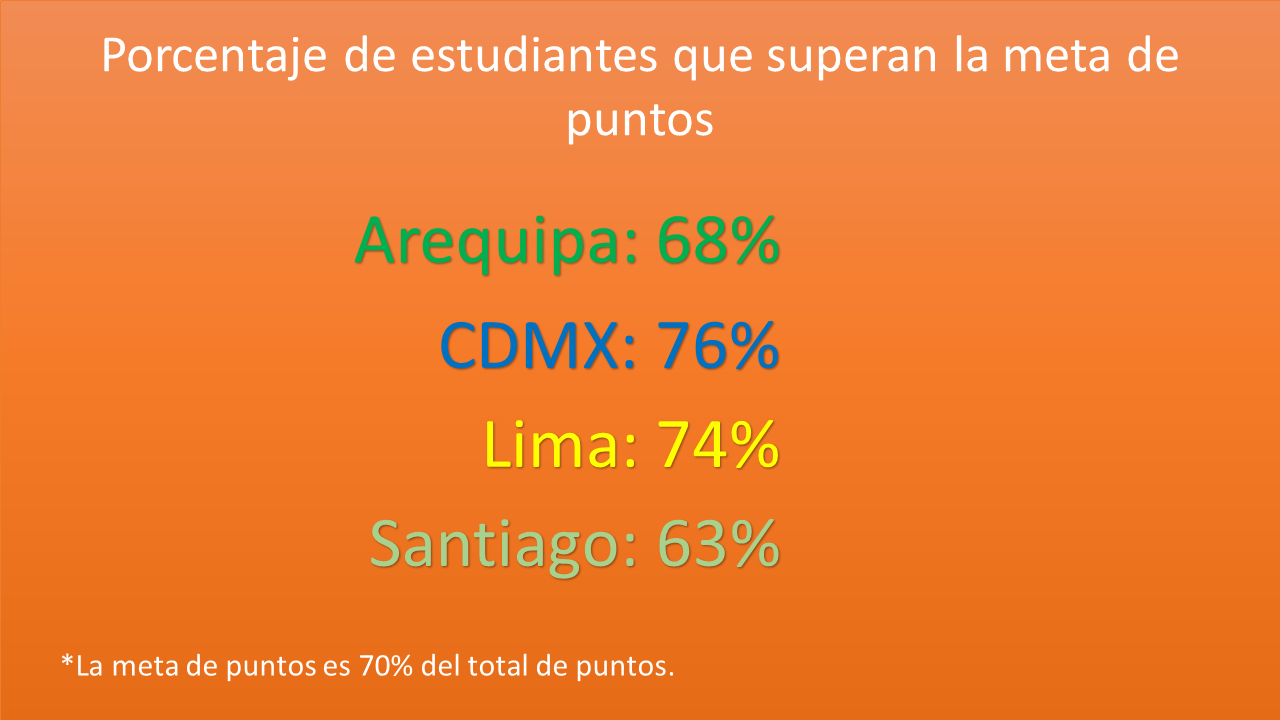 Porcentaje de estudiantes que superan la meta de
puntos
Arequipa: 68%
CDMX: 76%
Lima: 74%
Santiago: 63%
*La meta de puntos es 70% del total de puntos.